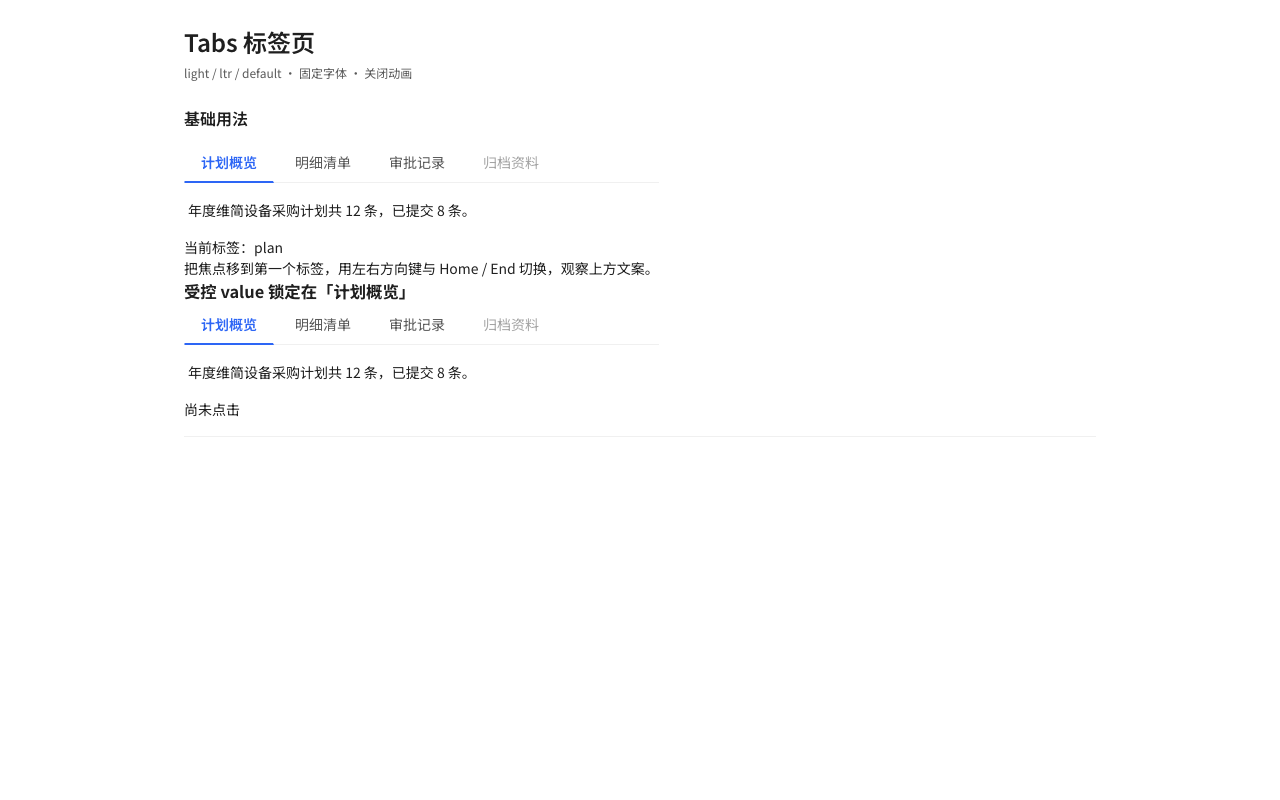 Tabs 标签页
light / ltr / default · 固定字体 · 关闭动画
基础用法
计划概览 明细清单 审批记录 归档资料
年度维简设备采购计划共 12 条，已提交 8 条。
当前标签：plan
把焦点移到第一个标签，用左右方向键与 Home / End 切换，观察上方文案。
受控 value 锁定在「计划概览」
计划概览 明细清单 审批记录 归档资料
年度维简设备采购计划共 12 条，已提交 8 条。
尚未点击